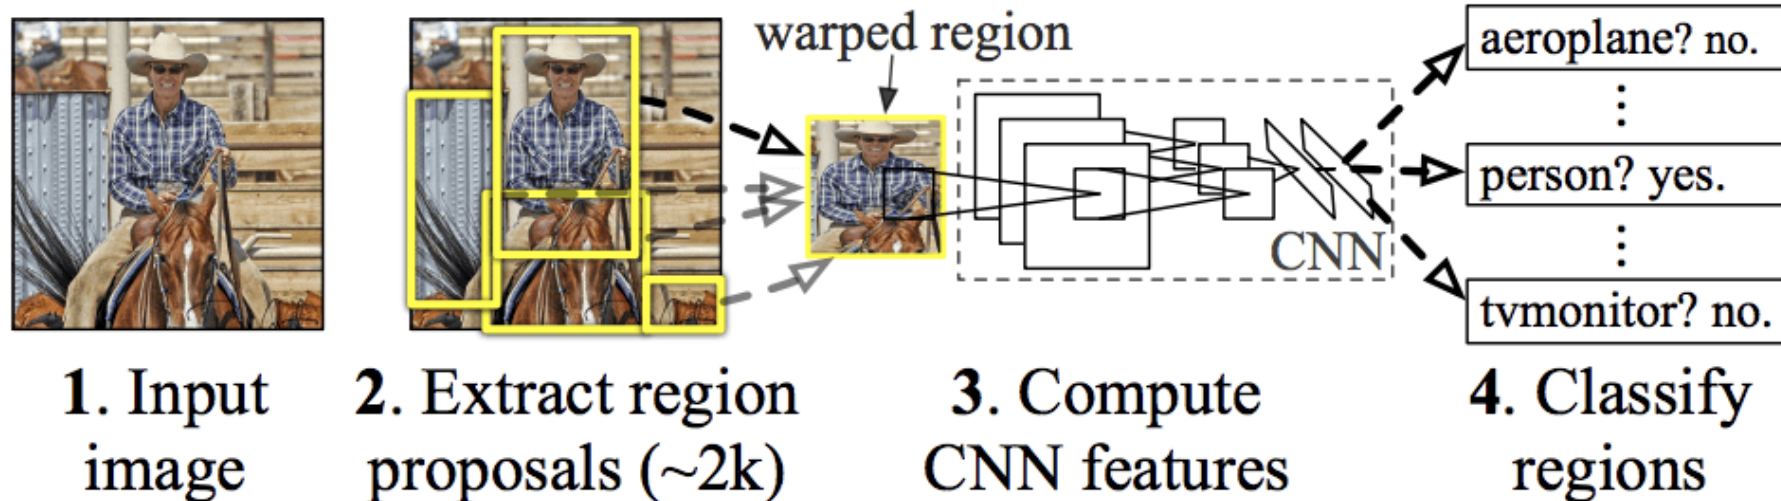 warped region
aeroplane? no.
person? yes.
CNN
tvmonitor? no.
1. Input
image
2. Extract region
proposals (~2k)
3. Compute
CNN features
4. Classify
regions